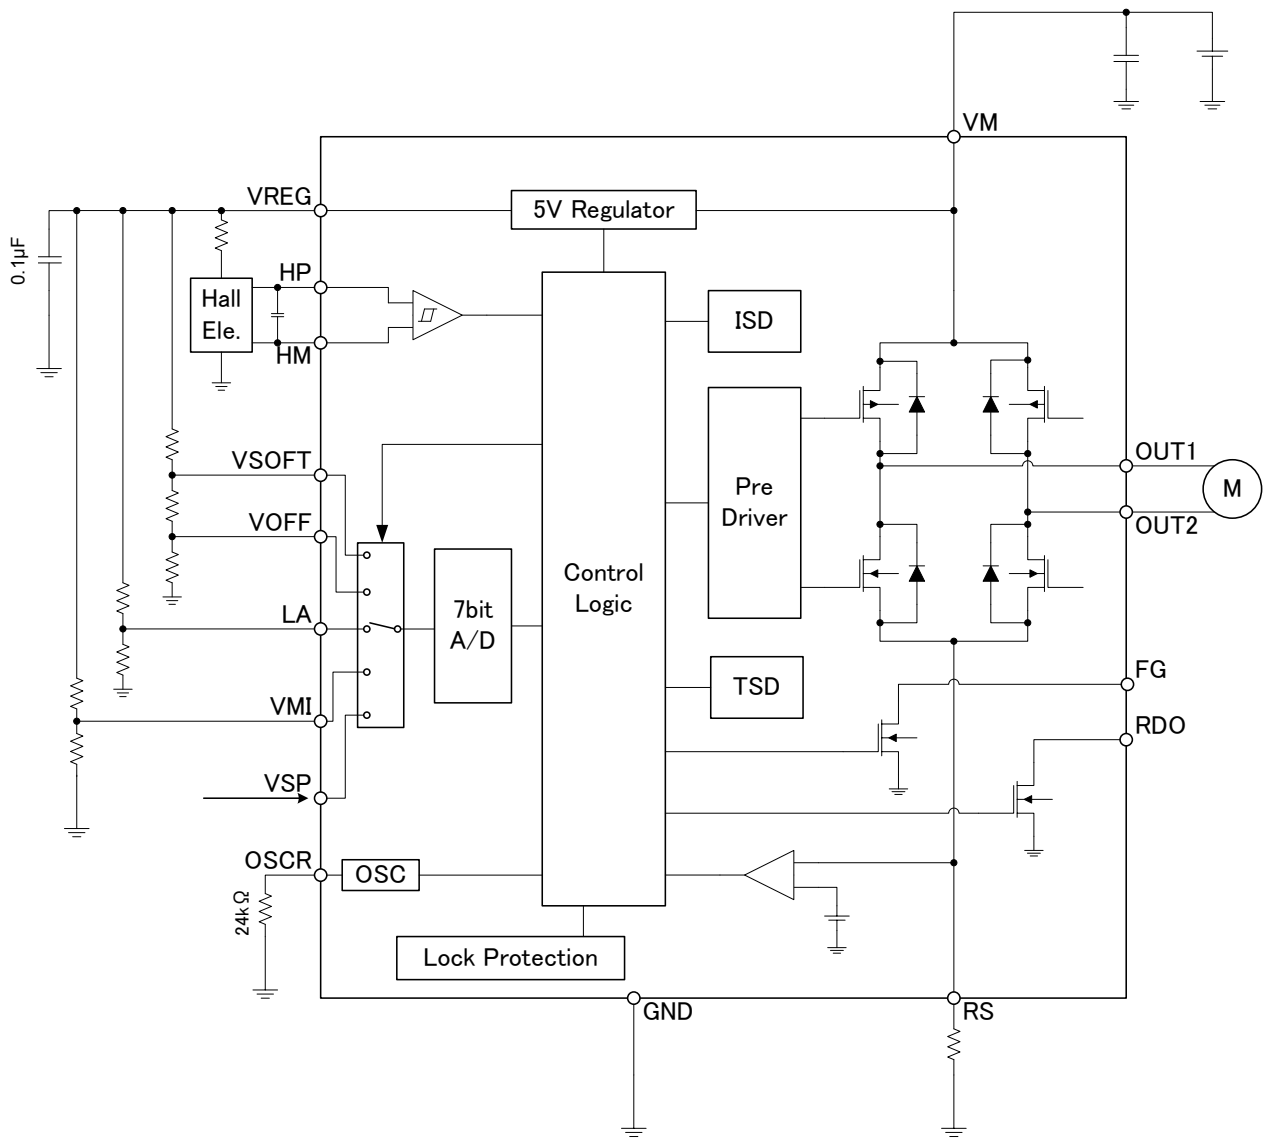 VM
VREG
5V Regulator
0.1μF
HP
Hall
Ele.
HM
ISD
VSOFT
OUT1
M
Pre
Driver
VOFF
OUT2
Control
Logic
7bit
A/D
LA
FG
TSD
VMI
RDO
VSP
OSCR
OSC
24kΩ
Lock Protection
GND
RS